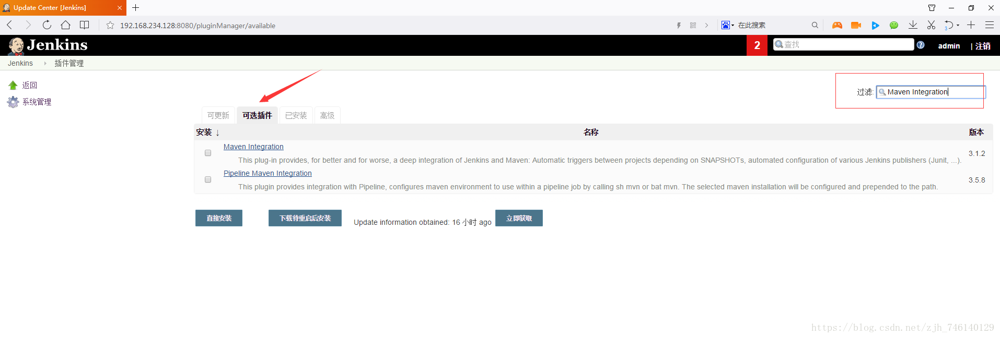 Update Center [Jenkins]
192.168.234.128:8080/pluginManager/available
在此搜索
3
Jenkins
2
查找
admin
| 注销
Jenkins
插件管理
返回
系统管理
过滤:
Maven Integration
可更新
可选插件
已安装
高级
安装 ↓
名称
版本
Maven Integration
This plug-in provides, for better and for worse, a deep integration of Jenkins and Maven: Automatic triggers between projects depending on SNAPSHOTs, automated configuration of various Jenkins publishers (Junit, ...).
3.1.2
Pipeline Maven Integration
This plugin provides integration with Pipeline, configures maven environment to use within a pipeline job by calling sh mvn or bat mvn. The selected maven installation will be configured and prepended to the path.
3.5.8
直接安装
下载待重启后安装
Update information obtained: 16 小时 ago
立即获取
https://blog.csdn.net/zjh_746140129